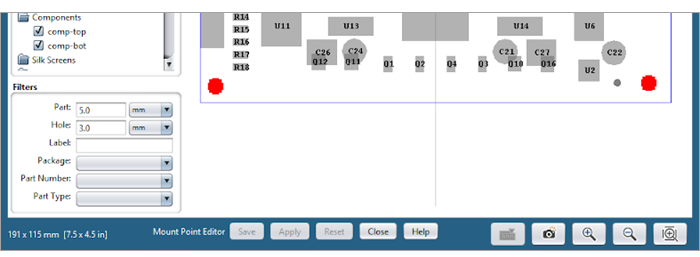 Components
comp-top
comp-bot
Silk Screens
Filters
Part: 5.0 mm
Hole: 3.0 mm
Label:
Package:
Part Number:
Part Type:
R14
R15
R16
R17
R18
U11
U13
U14
U6
C26
C24
C21
C27
C22
Q12
Q11
Q1
Q2
Q4
Q3
Q10
Q16
U2
191 x 115 mm [7.5 x 4.5 in]
Mount Point Editor
Save
Apply
Reset
Close
Help